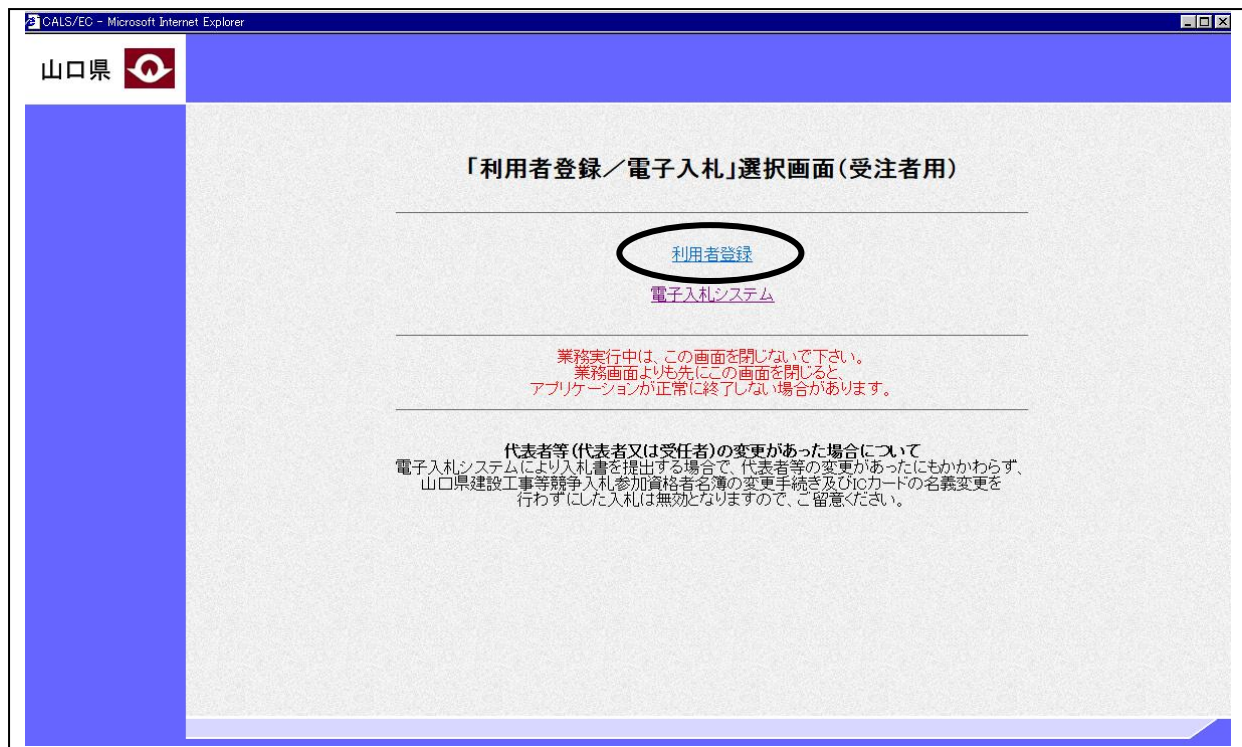 CALS/EC - Microsoft Internet Explorer
山口県
「利用者登録／電子入札」選択画面(受注者用)
利用者登録
電子入札システム
業務実行中は、この画面を閉じないで下さい。
業務画面よりも先にこの画面を閉じると、
アプリケーションが正常に終了しない場合があります。
代表者等(代表者又は受任者)の変更があった場合について
電子入札システムにより入札書を提出する場合で、代表者等の変更があったにもかかわらず、
山口県建設工事等競争入札参加資格者名簿の変更手続き及びICカードの名義変更を
行わずにした入札は無効となりますので、ご留意ください。